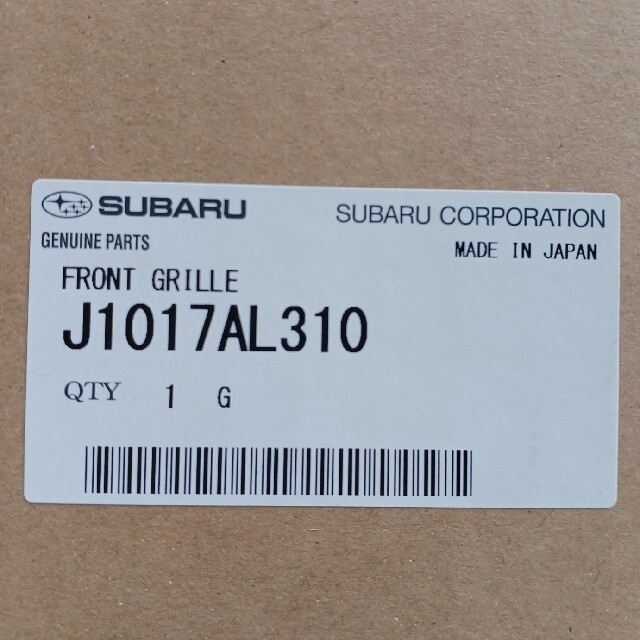 SUBARU
SUBARU CORPORATION
GENUINE PARTS
MADE IN JAPAN
FRONT GRILLE
J1017AL310
QTY 1 G